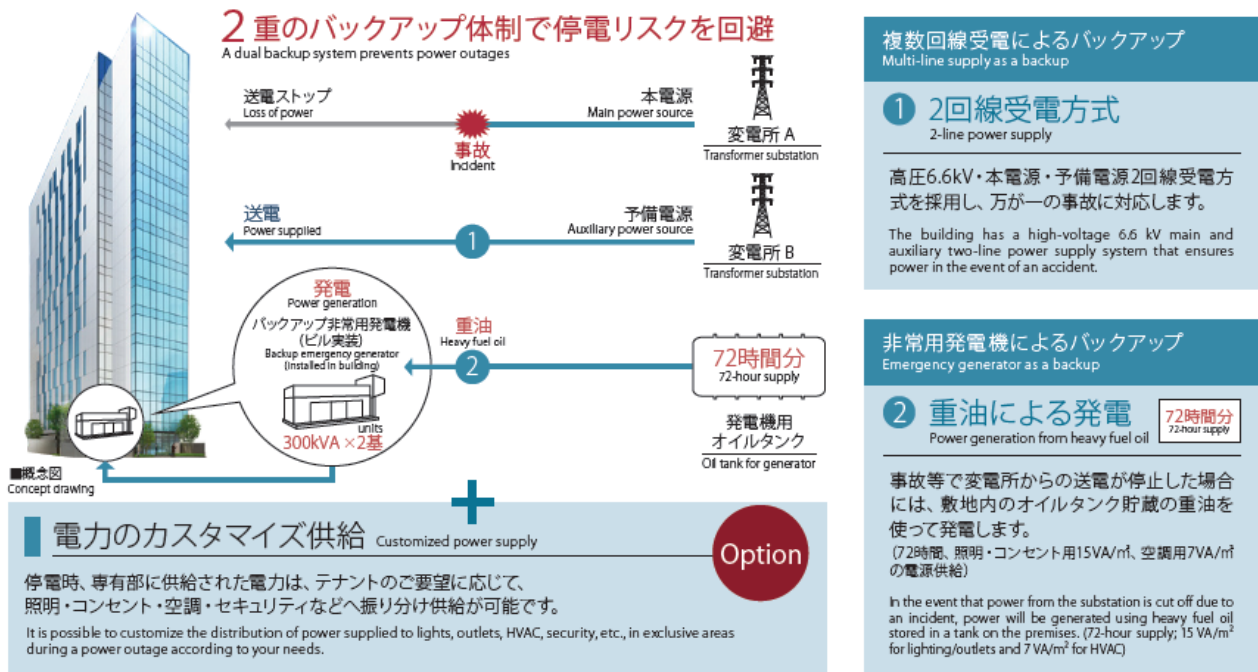 2重のバックアップ体制で停電リスクを回避
A dual backup system prevents power outages
送電ストップ
Loss of power
事故
Incident
本電源
Main power source
変電所 A
Transformer substation
送電
Power supplied
1
予備電源
Auxiliary power source
変電所 B
Transformer substation
発電
Power generation
バックアップ非常用発電機
(ビル実装)
Backup emergency generator
(installed in building)
units
300kVA ×2基
重油
Heavy fuel oil
2
72時間分
72-hour supply
発電機用
オイルタンク
Oil tank for generator
■概念図
Concept drawing
+
電力のカスタマイズ供給 Customized power supply
Option
停電時、専有部に供給された電力は、テナントのご要望に応じて、
照明・コンセント・空調・セキュリティなどへ振り分け供給が可能です。
It is possible to customize the distribution of power supplied to lights, outlets, HVAC, security, etc., in exclusive areas
during a power outage according to your needs.
複数回線受電によるバックアップ
Multi-line supply as a backup
1 2回線受電方式
2-line power supply
高圧6.6kV・本電源・予備電源2回線受電方
式を採用し、万が一の事故に対応します。
The building has a high-voltage 6.6 kV main and
auxiliary two-line power supply system that ensures
power in the event of an accident.
非常用発電機によるバックアップ
Emergency generator as a backup
2 重油による発電
Power generation from heavy fuel oil
72時間分
72-hour supply
事故等で変電所からの送電が停止した場合
には、敷地内のオイルタンク貯蔵の重油を
使って発電します。
(72時間、照明・コンセント用15VA/㎡、空調用7VA/㎡
の電源供給)
In the event that power from the substation is cut off due to
an incident, power will be generated using heavy fuel oil
stored in a tank on the premises. (72-hour supply; 15 VA/m²
for lighting/outlets and 7 VA/m² for HVAC)